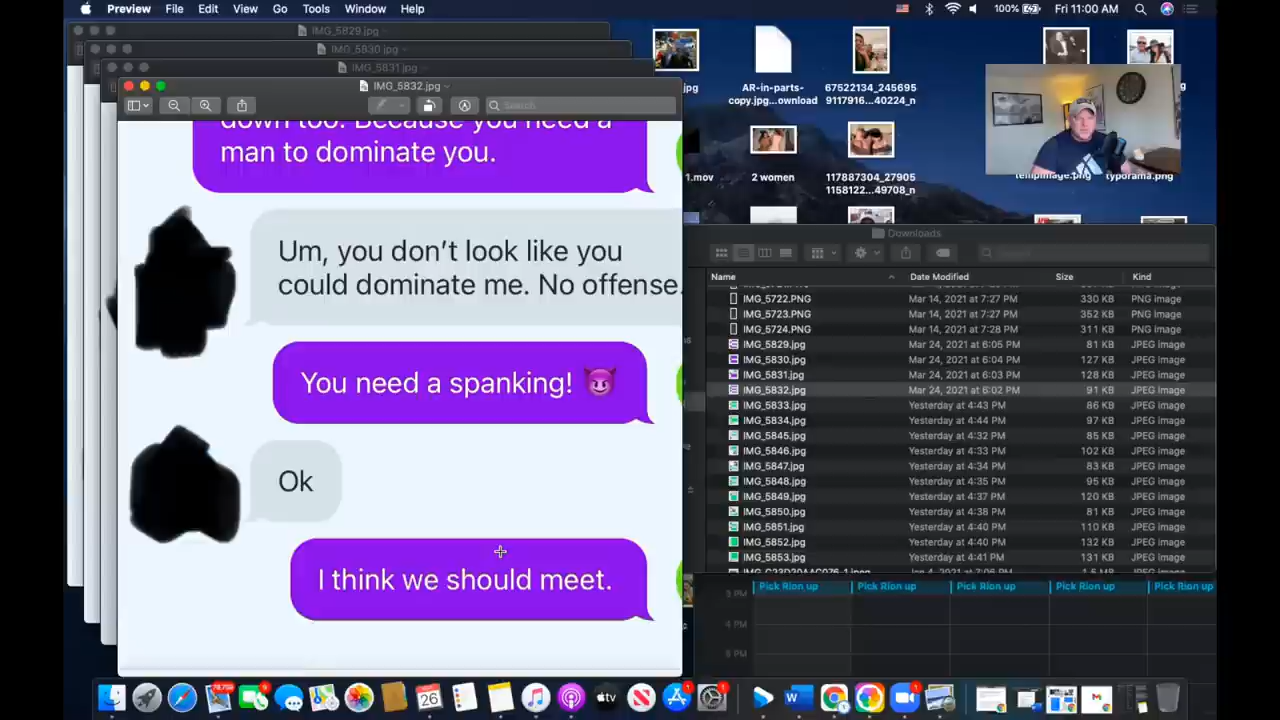 Preview File Edit View Go Tools Window Help
100% Fri 11:00 AM
IMG_5829.jpg
IMG_5830.jpg
IMG_5831.jpg
IMG_5832.jpg
Search
down too. Because you need a
man to dominate you.
Um, you don't look like you
could dominate me. No offense.
You need a spanking! 😈
Ok
I think we should meet.
jpg
AR-in-parts-
copy.jpg...ownload
67522134_245695
9117916...40224_n
1.mov
2 women
117887304_27905
1158122...49708_n
tempimage.png
typorama.png
Downloads
Search
Name Date Modified Size Kind
IMG_5722.PNG Mar 14, 2021 at 7:27 PM 330 KB PNG image
IMG_5723.PNG Mar 14, 2021 at 7:27 PM 352 KB PNG image
IMG_5724.PNG Mar 14, 2021 at 7:28 PM 311 KB PNG image
IMG_5829.jpg Mar 24, 2021 at 6:05 PM 81 KB JPEG image
IMG_5830.jpg Mar 24, 2021 at 6:04 PM 127 KB JPEG image
IMG_5831.jpg Mar 24, 2021 at 6:03 PM 128 KB JPEG image
IMG_5832.jpg Mar 24, 2021 at 6:02 PM 91 KB JPEG image
IMG_5833.jpg Yesterday at 4:43 PM 86 KB JPEG image
IMG_5834.jpg Yesterday at 4:44 PM 97 KB JPEG image
IMG_5845.jpg Yesterday at 4:32 PM 85 KB JPEG image
IMG_5846.jpg Yesterday at 4:33 PM 102 KB JPEG image
IMG_5847.jpg Yesterday at 4:34 PM 83 KB JPEG image
IMG_5848.jpg Yesterday at 4:35 PM 95 KB JPEG image
IMG_5849.jpg Yesterday at 4:37 PM 120 KB JPEG image
IMG_5850.jpg Yesterday at 4:38 PM 81 KB JPEG image
IMG_5851.jpg Yesterday at 4:40 PM 110 KB JPEG image
IMG_5852.jpg Yesterday at 4:40 PM 132 KB JPEG image
IMG_5853.jpg Yesterday at 4:41 PM 131 KB JPEG image
Pick Rion up Pick Rion up Pick Rion up Pick Rion up Pick Rion up
3 PM
4 PM
26
tv